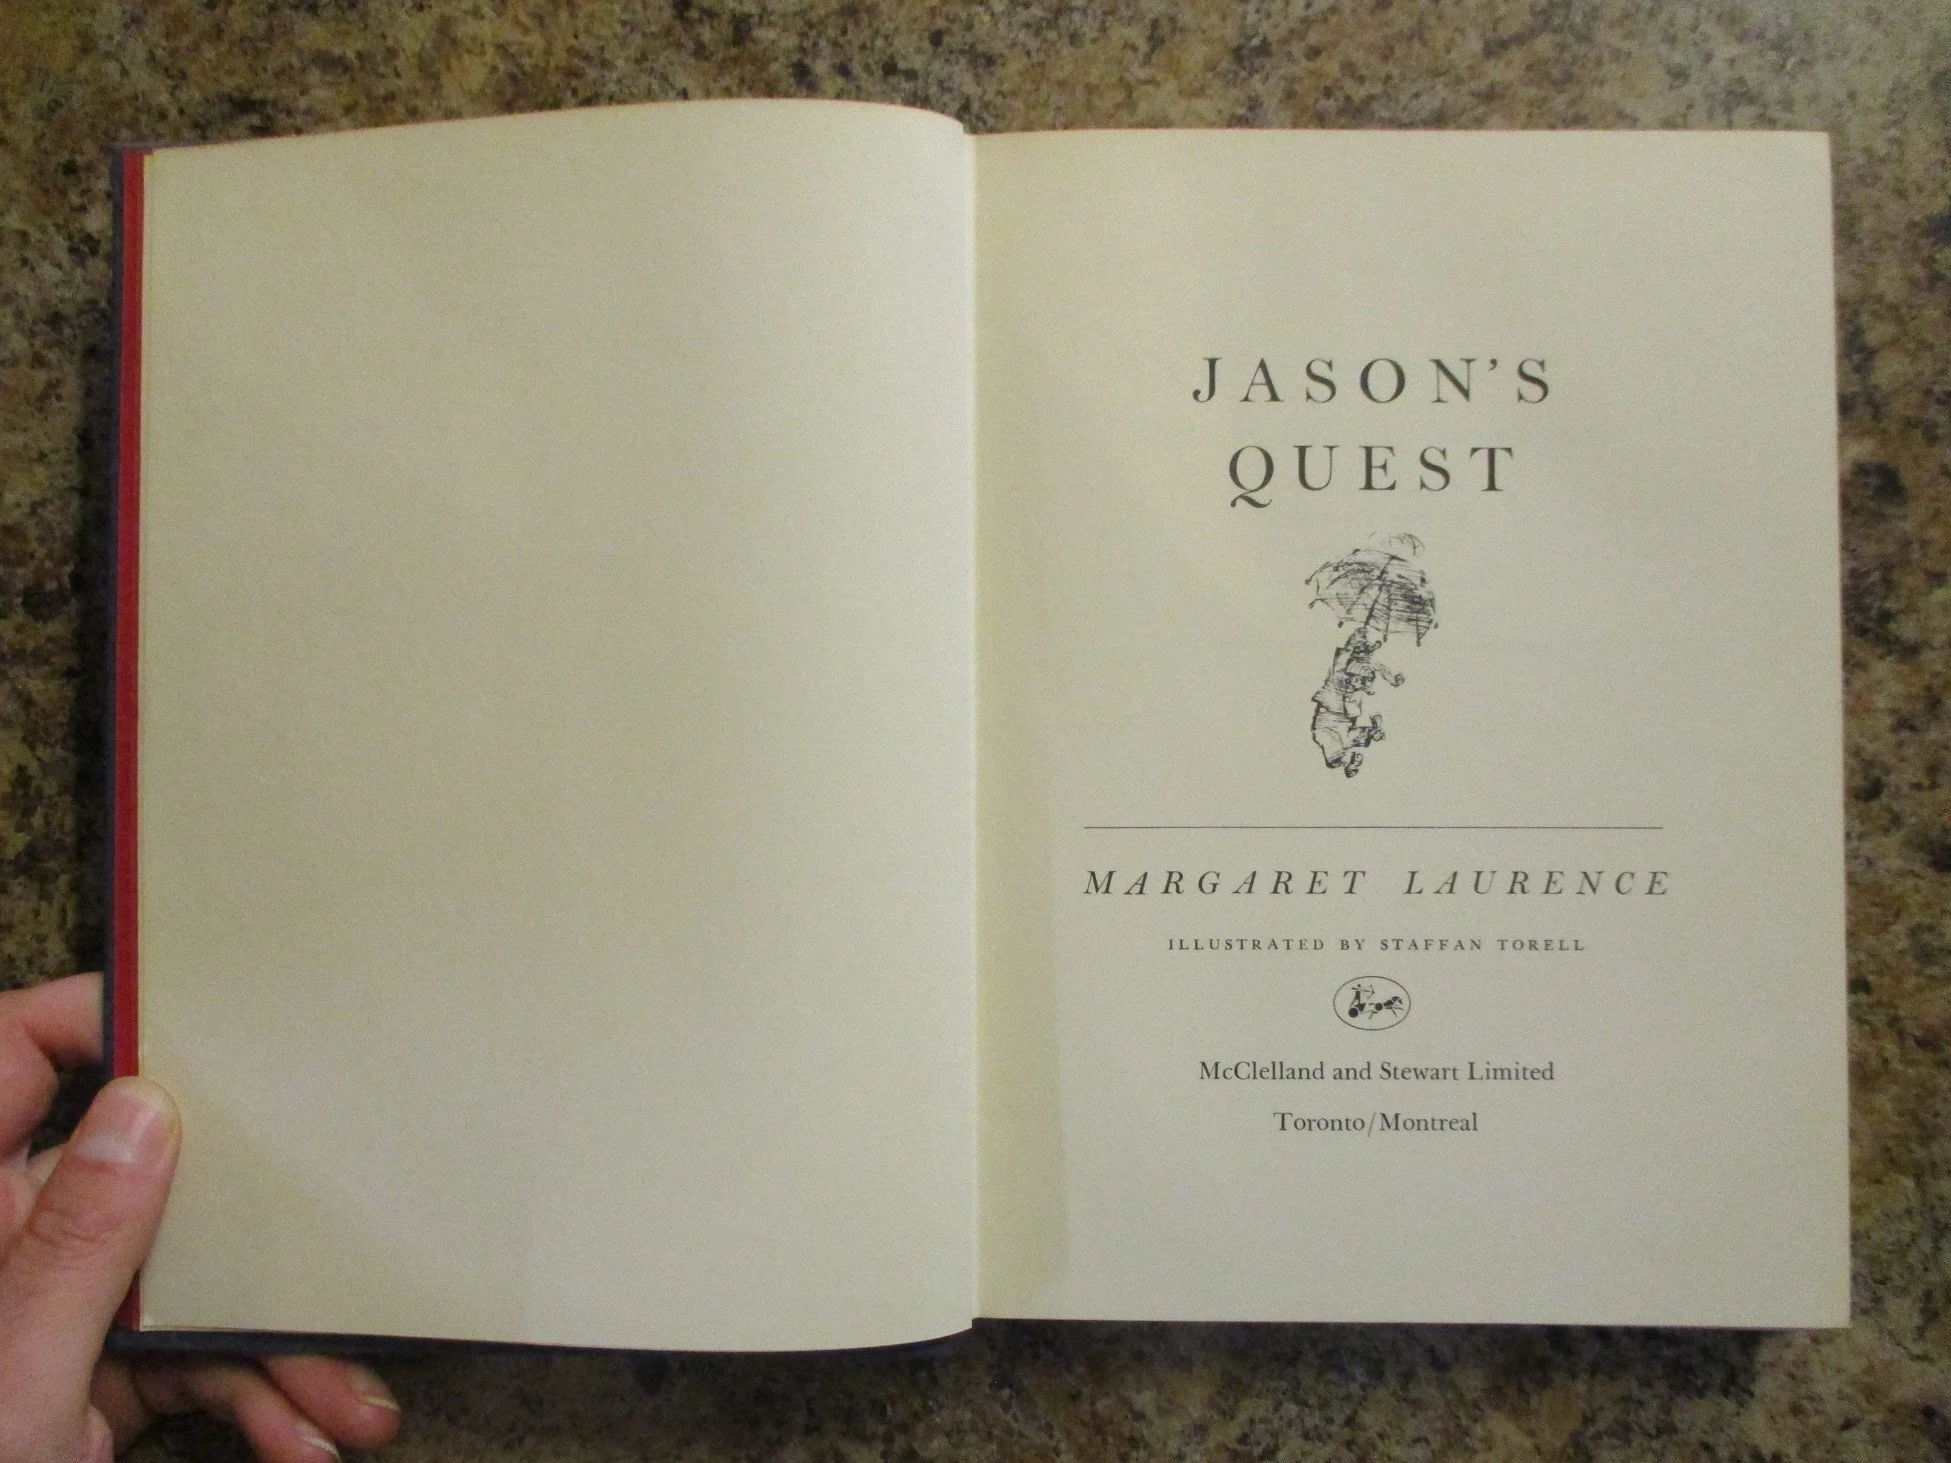 JASON'S
QUEST
MARGARET LAURENCE
ILLUSTRATED BY STAFFAN TORELL
McClelland and Stewart Limited
Toronto/Montreal